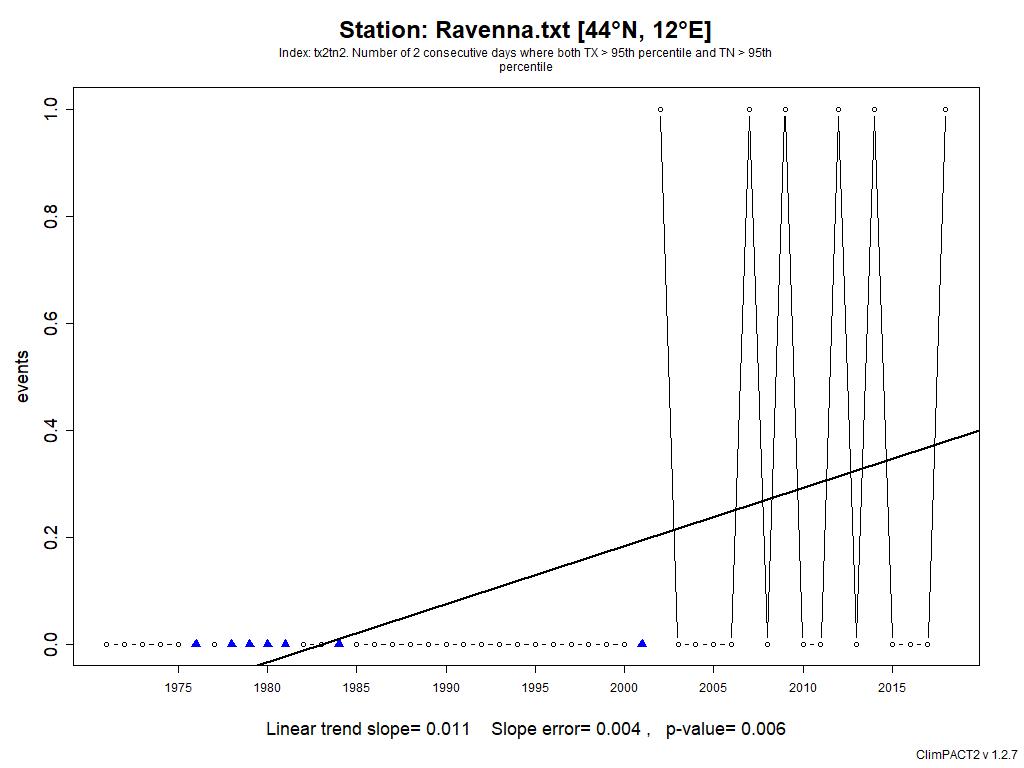 Station: Ravenna.txt [44°N, 12°E]
Index: tx2tn2. Number of 2 consecutive days where both TX > 95th percentile and TN > 95th
percentile
1.0
0.8
0.6
0.4
0.2
0.0
events
1975 1980 1985 1990 1995 2000 2005 2010 2015
Linear trend slope= 0.011 Slope error= 0.004 , p-value= 0.006
ClimPACT2 v 1.2.7